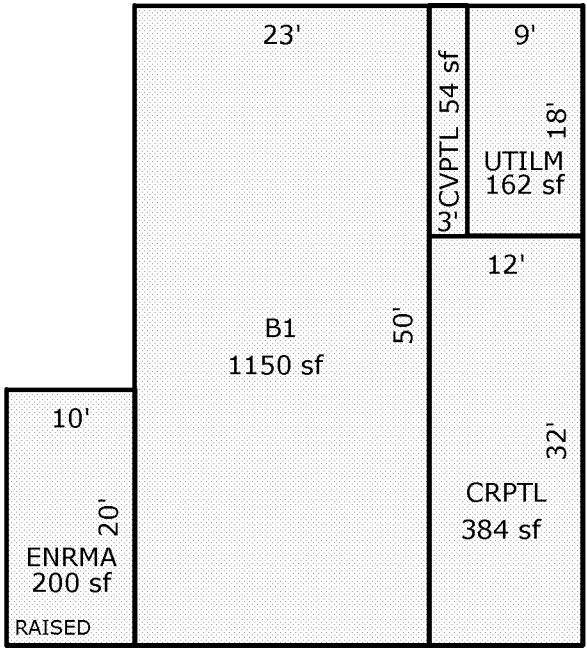 23'
CVPTL 54 sf
3'
9'
18'
UTILM
162 sf
12'
B1
1150 sf
50'
10'
20'
ENRMA
200 sf
RAISED
32'
CRPTL
384 sf